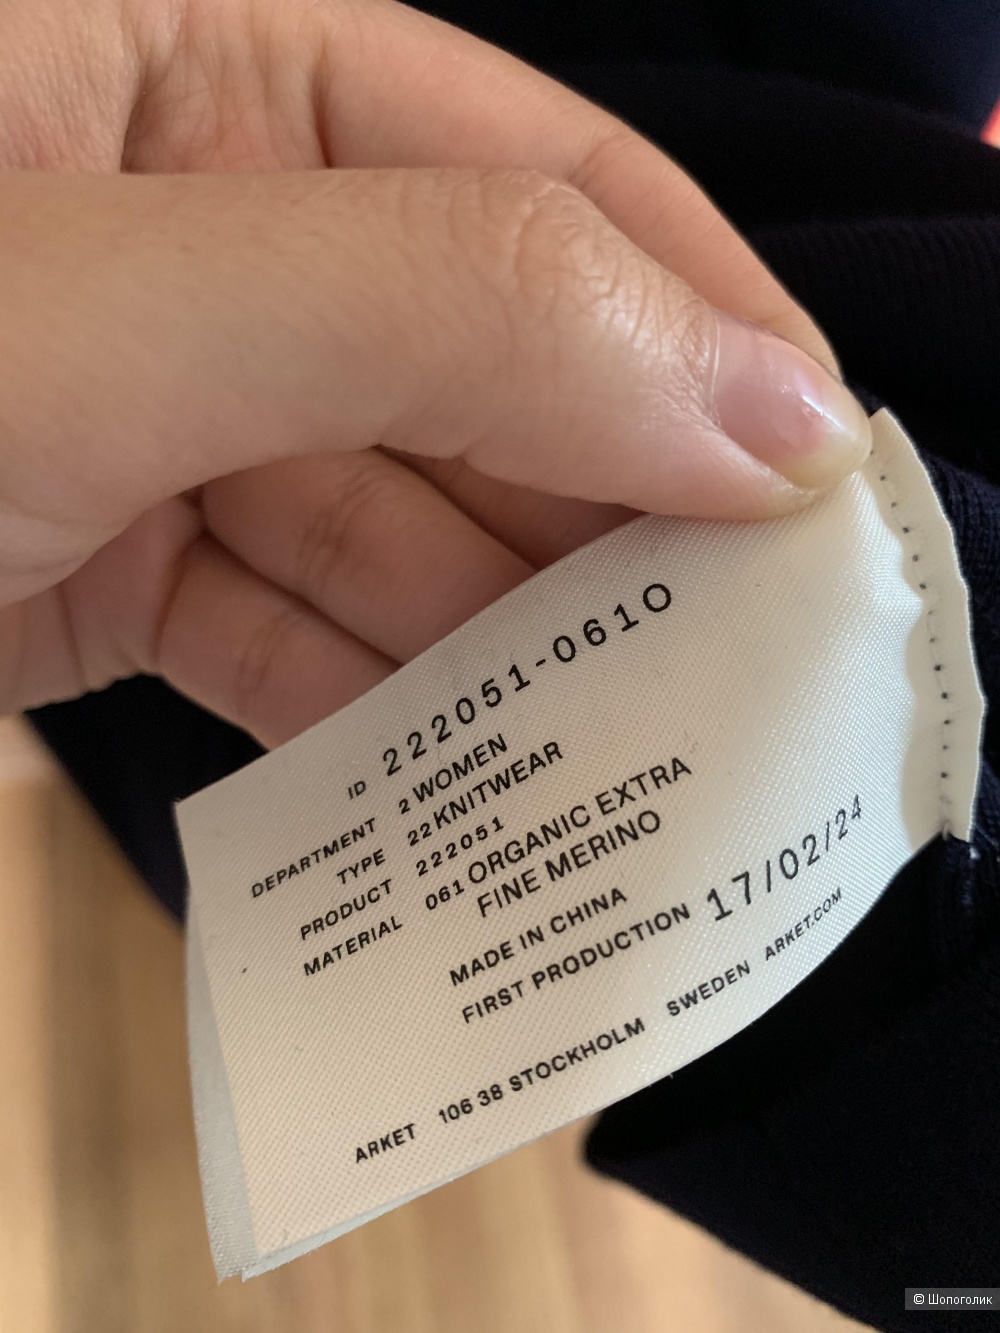 ID 222051-061O
DEPARTMENT 2 WOMEN
TYPE 22 KNITWEAR
PRODUCT 222051
MATERIAL 061 ORGANIC EXTRA
FINE MERINO
MADE IN CHINA
FIRST PRODUCTION 17/02/24
ARKET 106 38 STOCKHOLM SWEDEN ARKET.COM
© Шопоголик